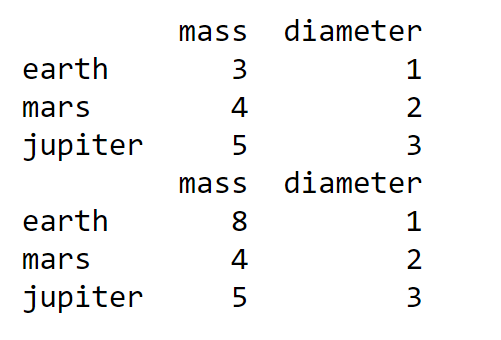 mass diameter
earth 3 1
mars 4 2
jupiter 5 3
mass diameter
earth 8 1
mars 4 2
jupiter 5 3